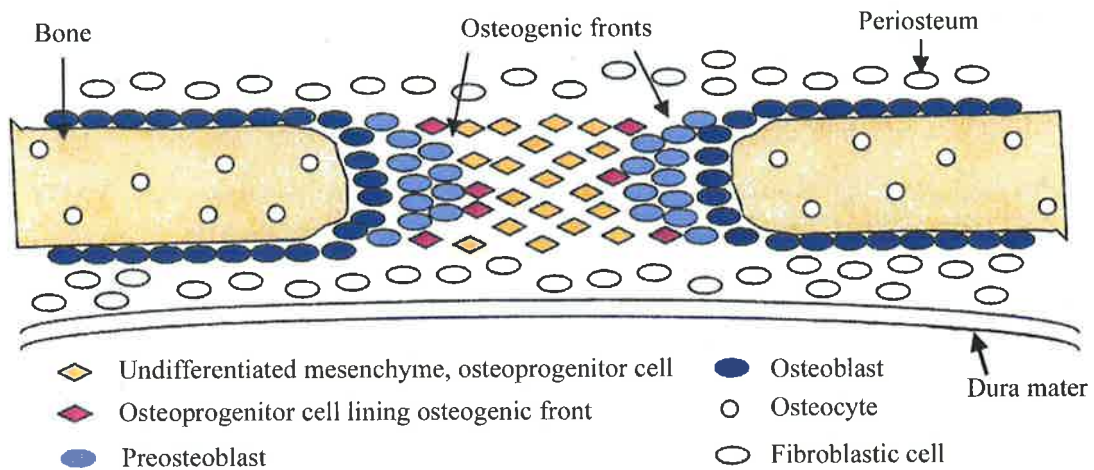 Bone
Osteogenic fronts
Periosteum
Undifferentiated mesenchyme, osteoprogenitor cell
Osteoprogenitor cell lining osteogenic front
Preosteoblast
Osteoblast
Osteocyte
Fibroblastic cell
Dura mater